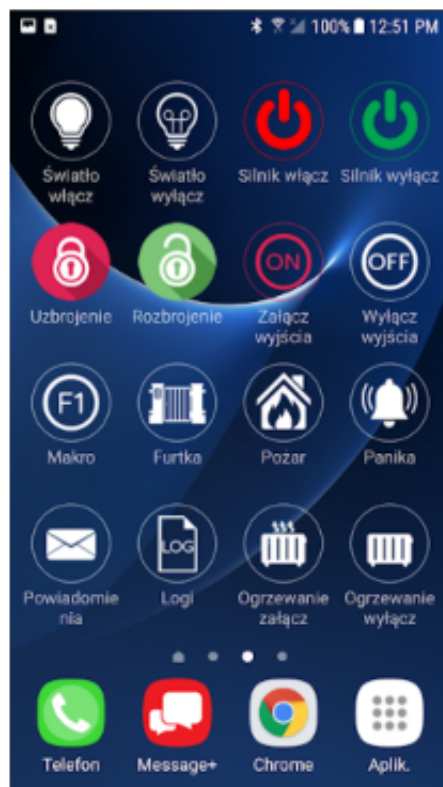 100% 12:51 PM
Światło włącz
Światło wyłącz
Silnik włącz
Silnik wyłącz
Uzbrojenie
Rozbrojenie
ON
Załącz wyjścia
OFF
Wyłącz wyjścia
F1
Makro
Furtka
Pożar
Panika
Powiadomie
nia
LOG
Logi
Ogrzewanie
załącz
Ogrzewanie
wyłącz
Telefon
Message+
Chrome
Aplik.